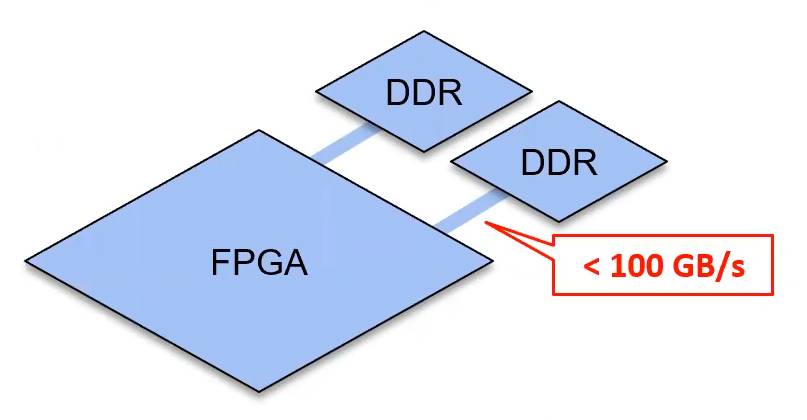 DDR
DDR
FPGA
< 100 GB/s